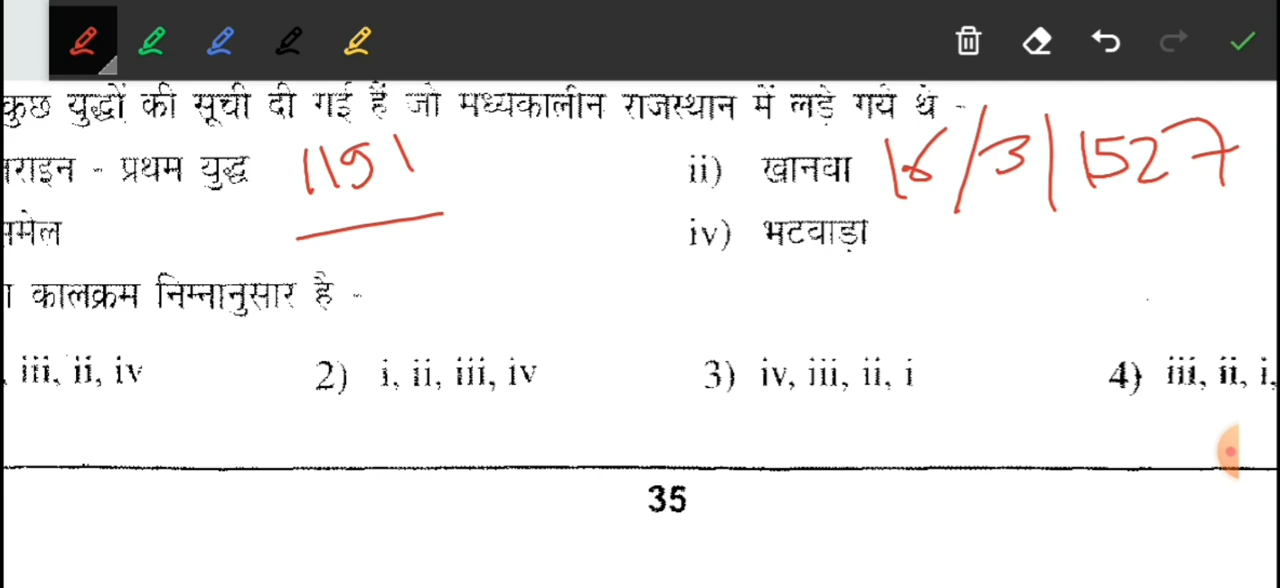 कुछ युद्धों की सूची दी गई हैं जो मध्यकालीन राजस्थान में लड़े गये थे -
राइन - प्रथम युद्ध 1191 ii) खानवा 16/3/1527
मेल iv) भटवाड़ा
कालक्रम निम्नानुसार है -
iii, ii, iv 2) i, ii, iii, iv 3) iv, iii, ii, i 4) iii, ii, i,
35